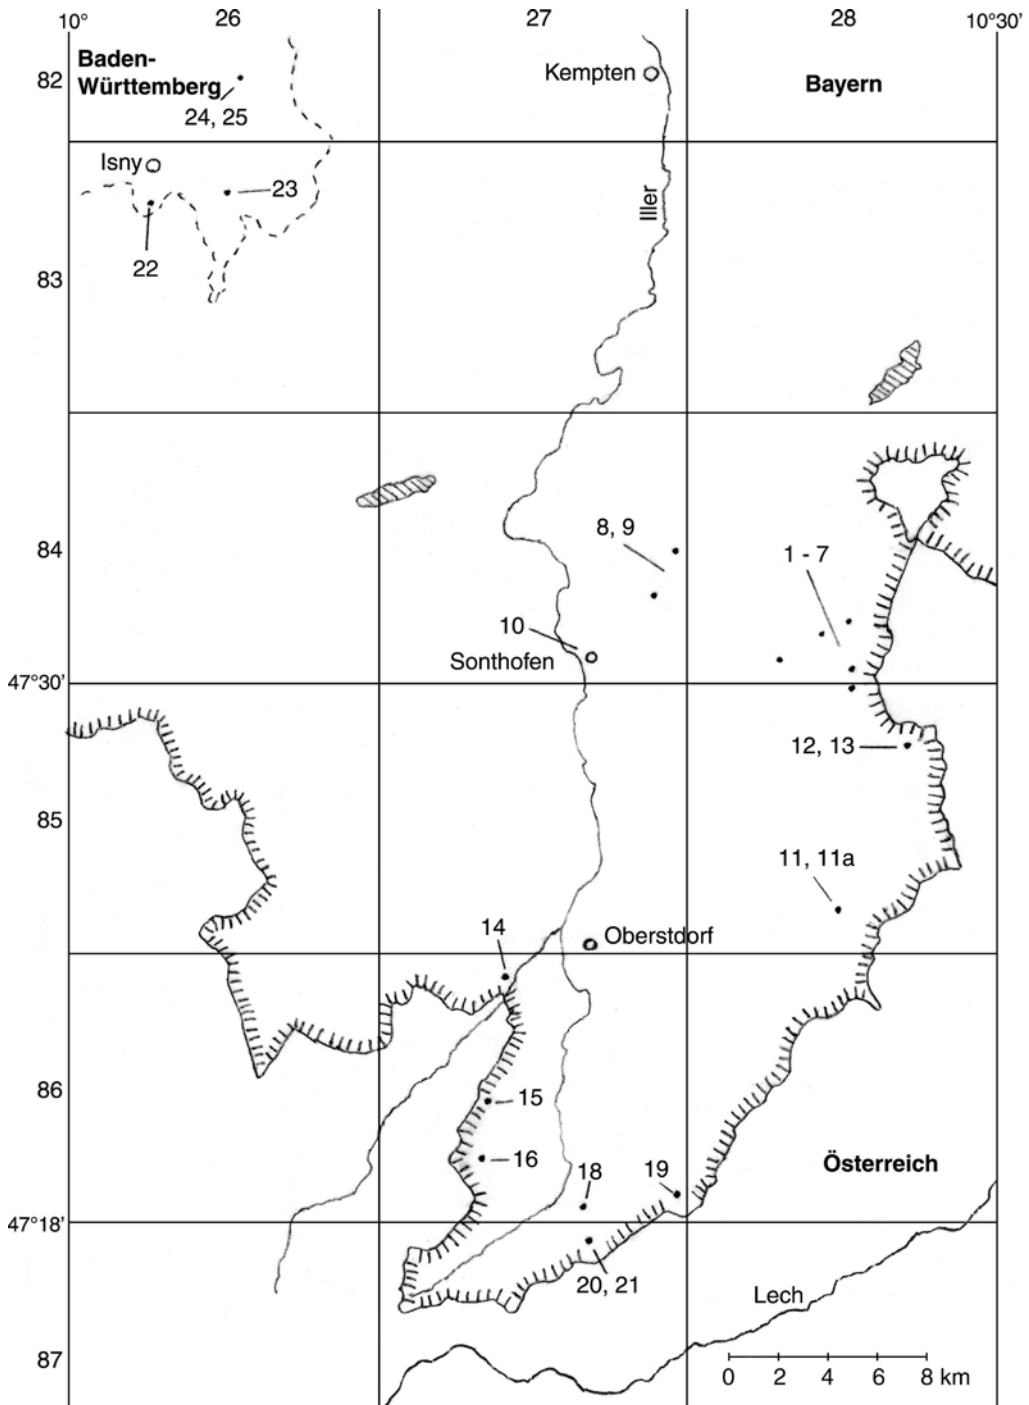 10°
26
27
28
10°30'
Baden-
Württemberg
82
24, 25
Kempten
Bayern
Isny
23
22
Iller
83
8, 9
84
1 - 7
10
Sonthofen
47°30'
12, 13
85
11, 11a
14
Oberstdorf
86
15
16
18
19
Österreich
47°18'
20, 21
Lech
87
0 2 4 6 8 km